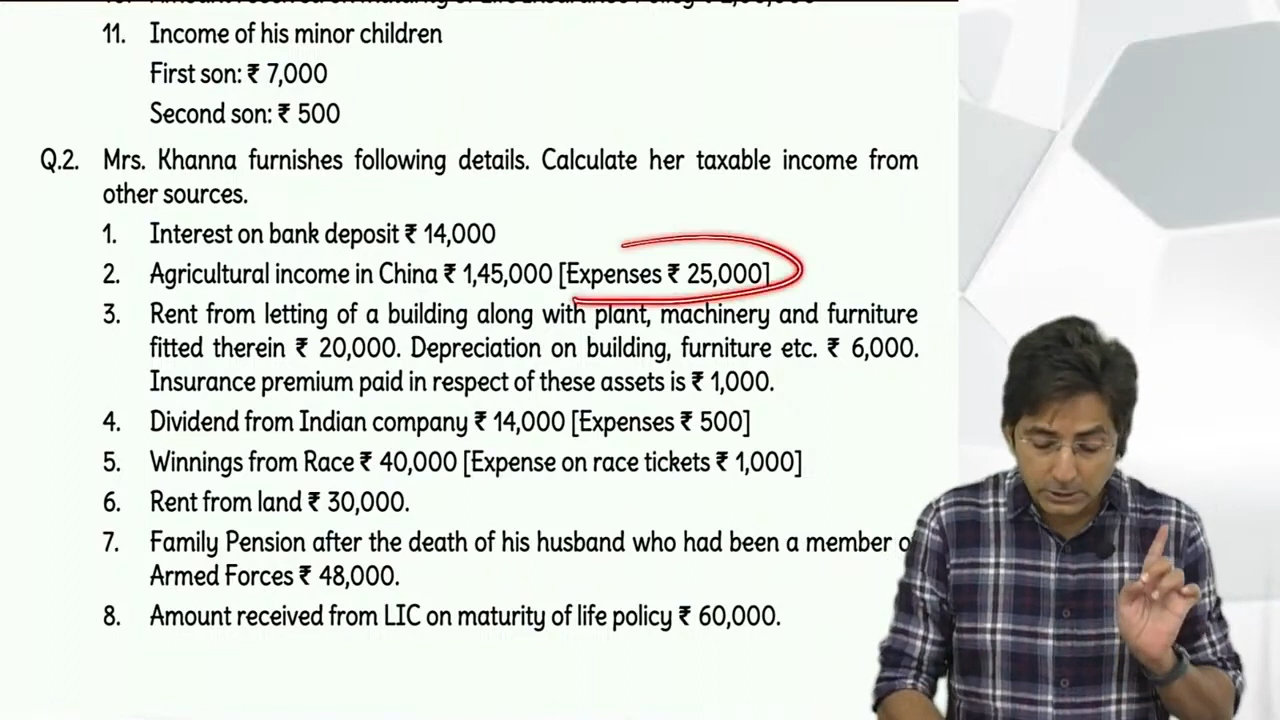 11. Income of his minor children
First son: ₹ 7,000
Second son: ₹ 500
Q.2. Mrs. Khanna furnishes following details. Calculate her taxable income from
other sources.
1. Interest on bank deposit ₹ 14,000
2. Agricultural income in China ₹ 1,45,000 [Expenses ₹ 25,000]
3. Rent from letting of a building along with plant, machinery and furniture
fitted therein ₹ 20,000. Depreciation on building, furniture etc. ₹ 6,000.
Insurance premium paid in respect of these assets is ₹ 1,000.
4. Dividend from Indian company ₹ 14,000 [Expenses ₹ 500]
5. Winnings from Race ₹ 40,000 [Expense on race tickets ₹ 1,000]
6. Rent from land ₹ 30,000.
7. Family Pension after the death of his husband who had been a member o
Armed Forces ₹ 48,000.
8. Amount received from LIC on maturity of life policy ₹ 60,000.